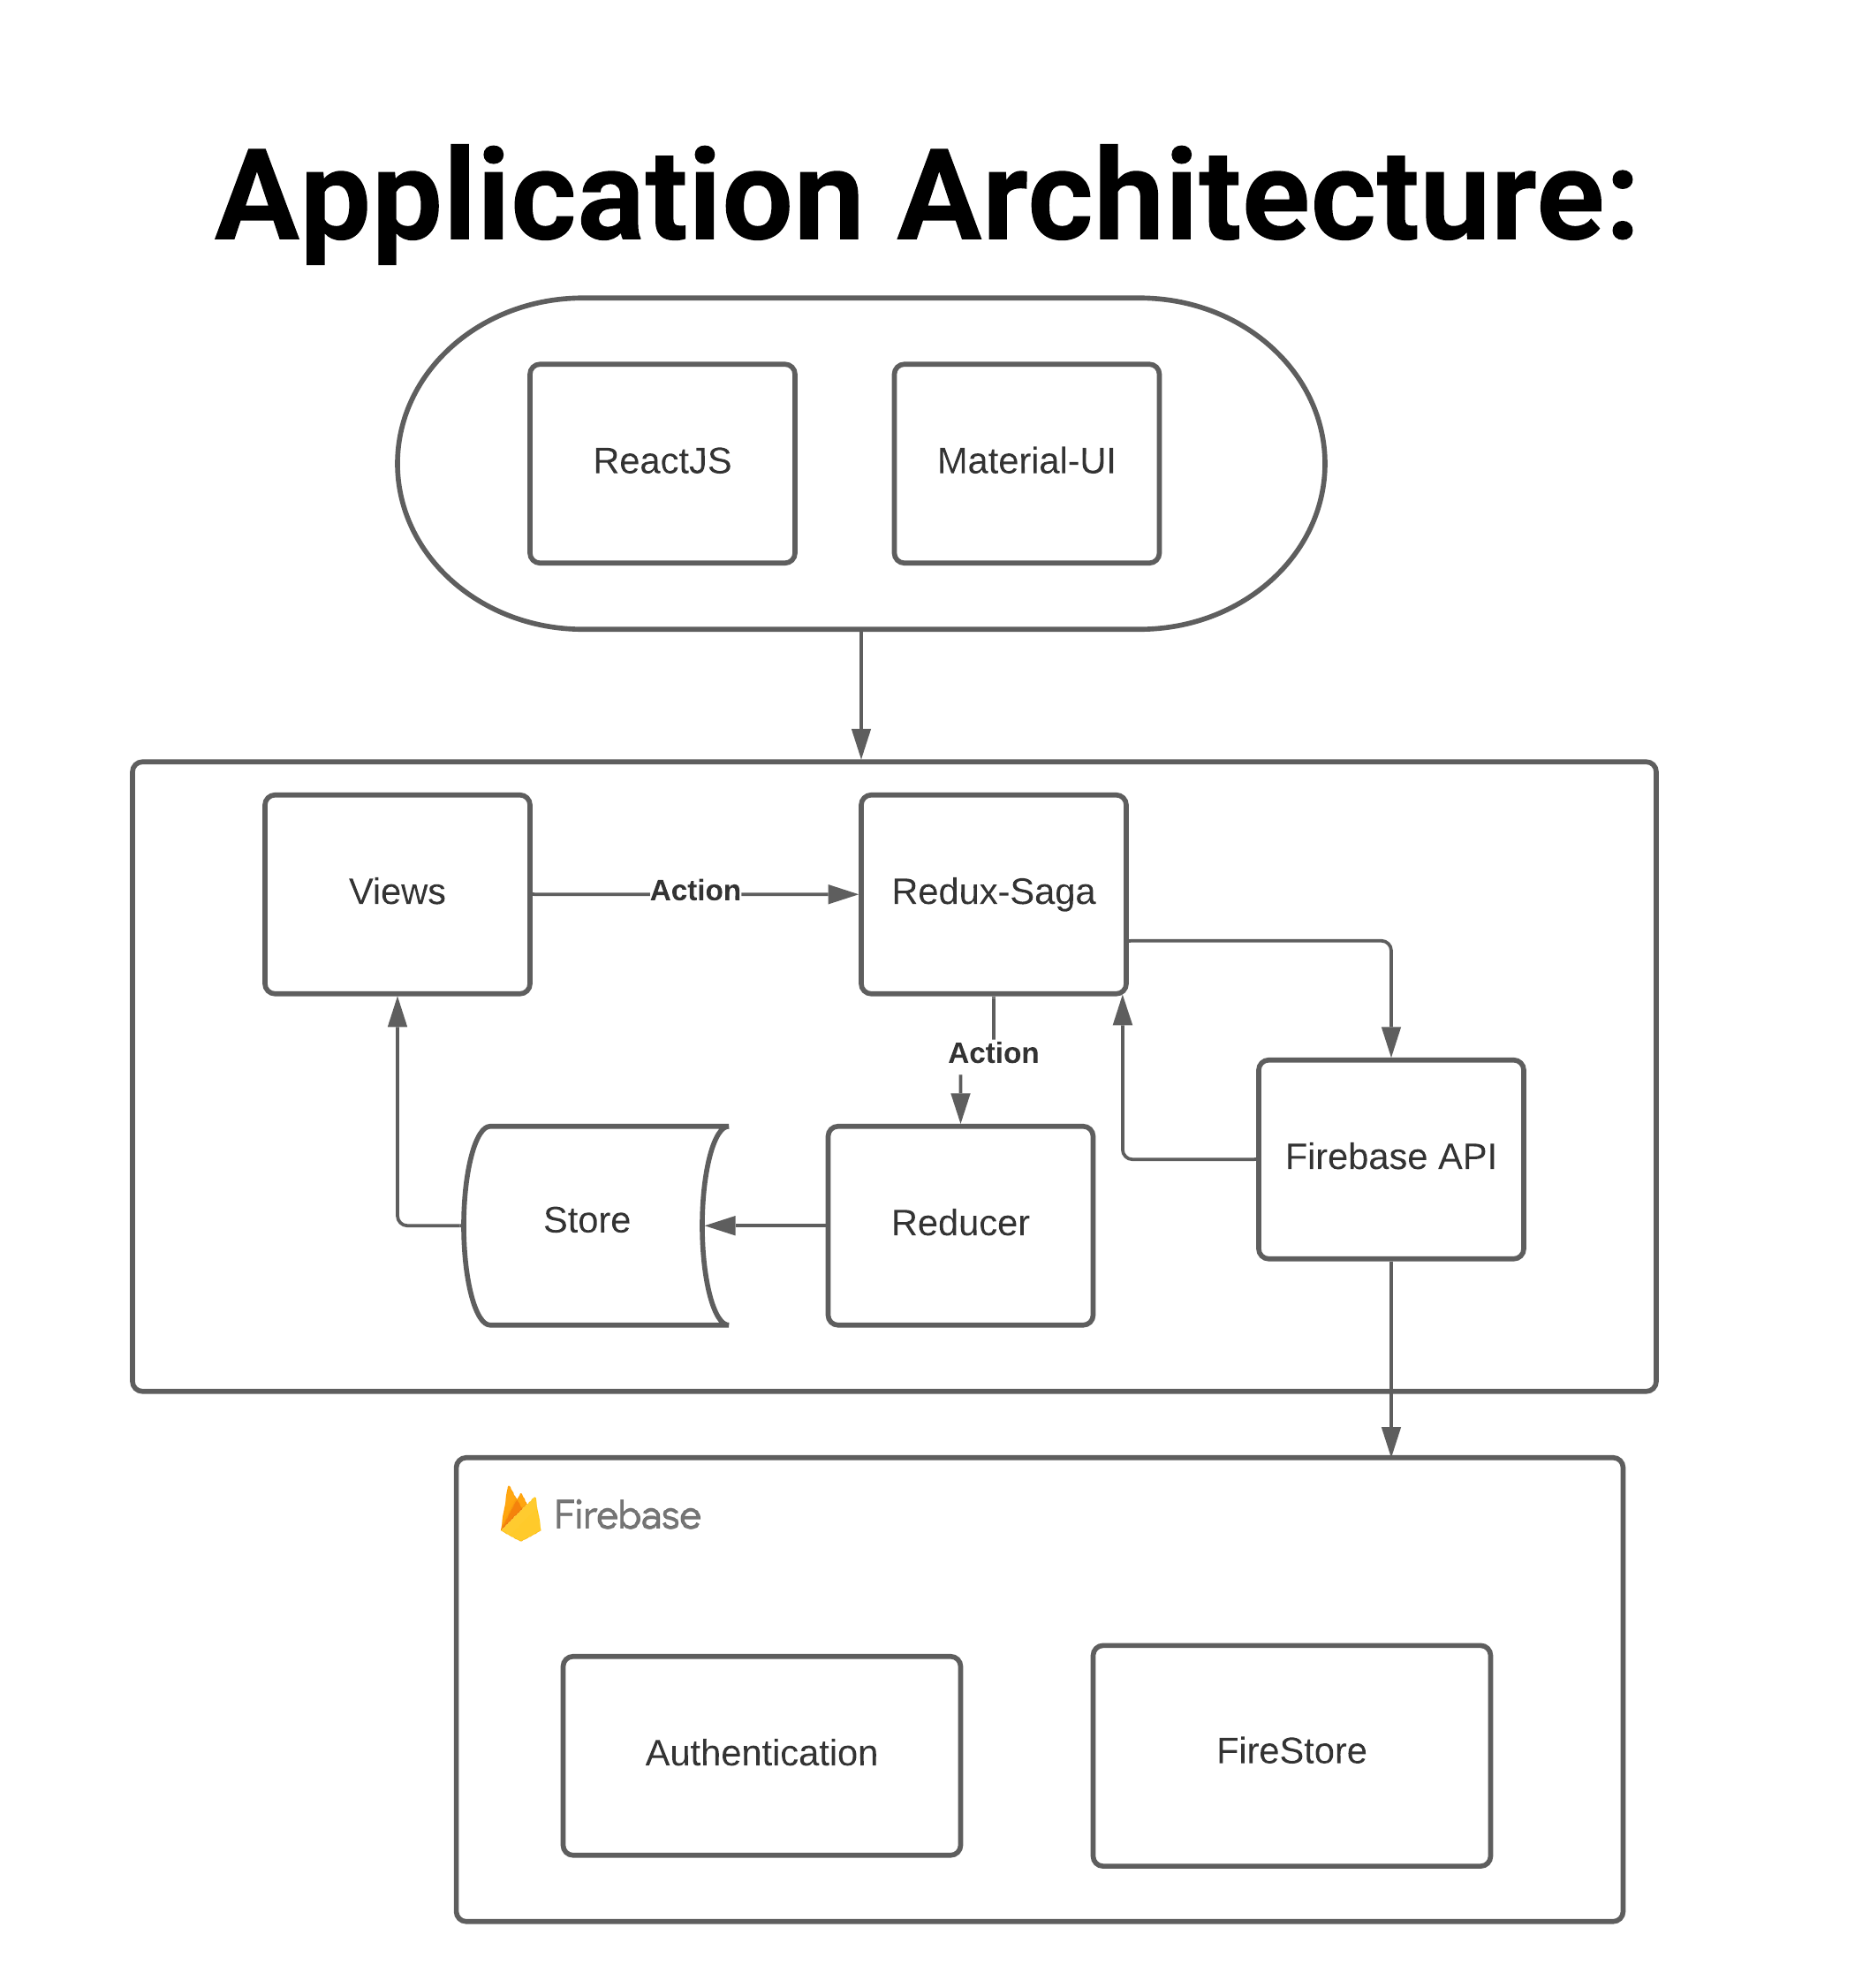 Application Architecture:
ReactJS
Material-UI
Views
Action
Redux-Saga
Action
Firebase API
Store
Reducer
Firebase
Authentication
FireStore